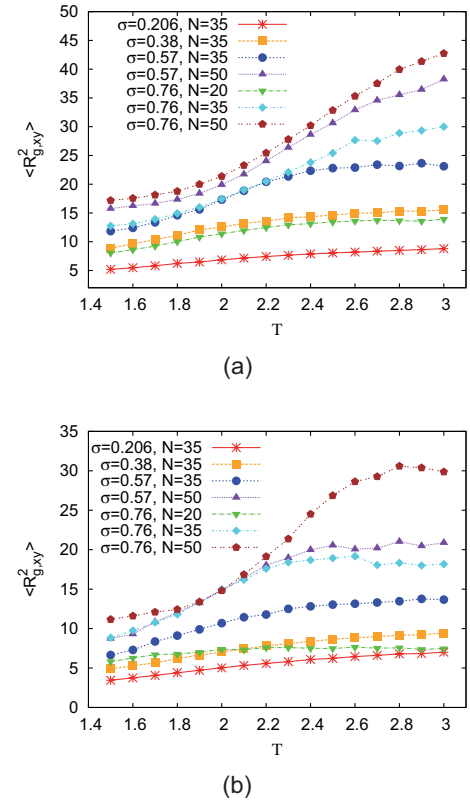 50
45
40
35
30
25
20
15
10
5
<R²g,xy>
σ=0.206, N=35
σ=0.38, N=35
σ=0.57, N=35
σ=0.57, N=50
σ=0.76, N=20
σ=0.76, N=35
σ=0.76, N=50
1.4 1.6 1.8 2 2.2 2.4 2.6 2.8 3
T
(a)
35
30
25
20
15
10
5
0
<R²g,xy>
σ=0.206, N=35
σ=0.38, N=35
σ=0.57, N=35
σ=0.57, N=50
σ=0.76, N=20
σ=0.76, N=35
σ=0.76, N=50
1.4 1.6 1.8 2 2.2 2.4 2.6 2.8 3
T
(b)